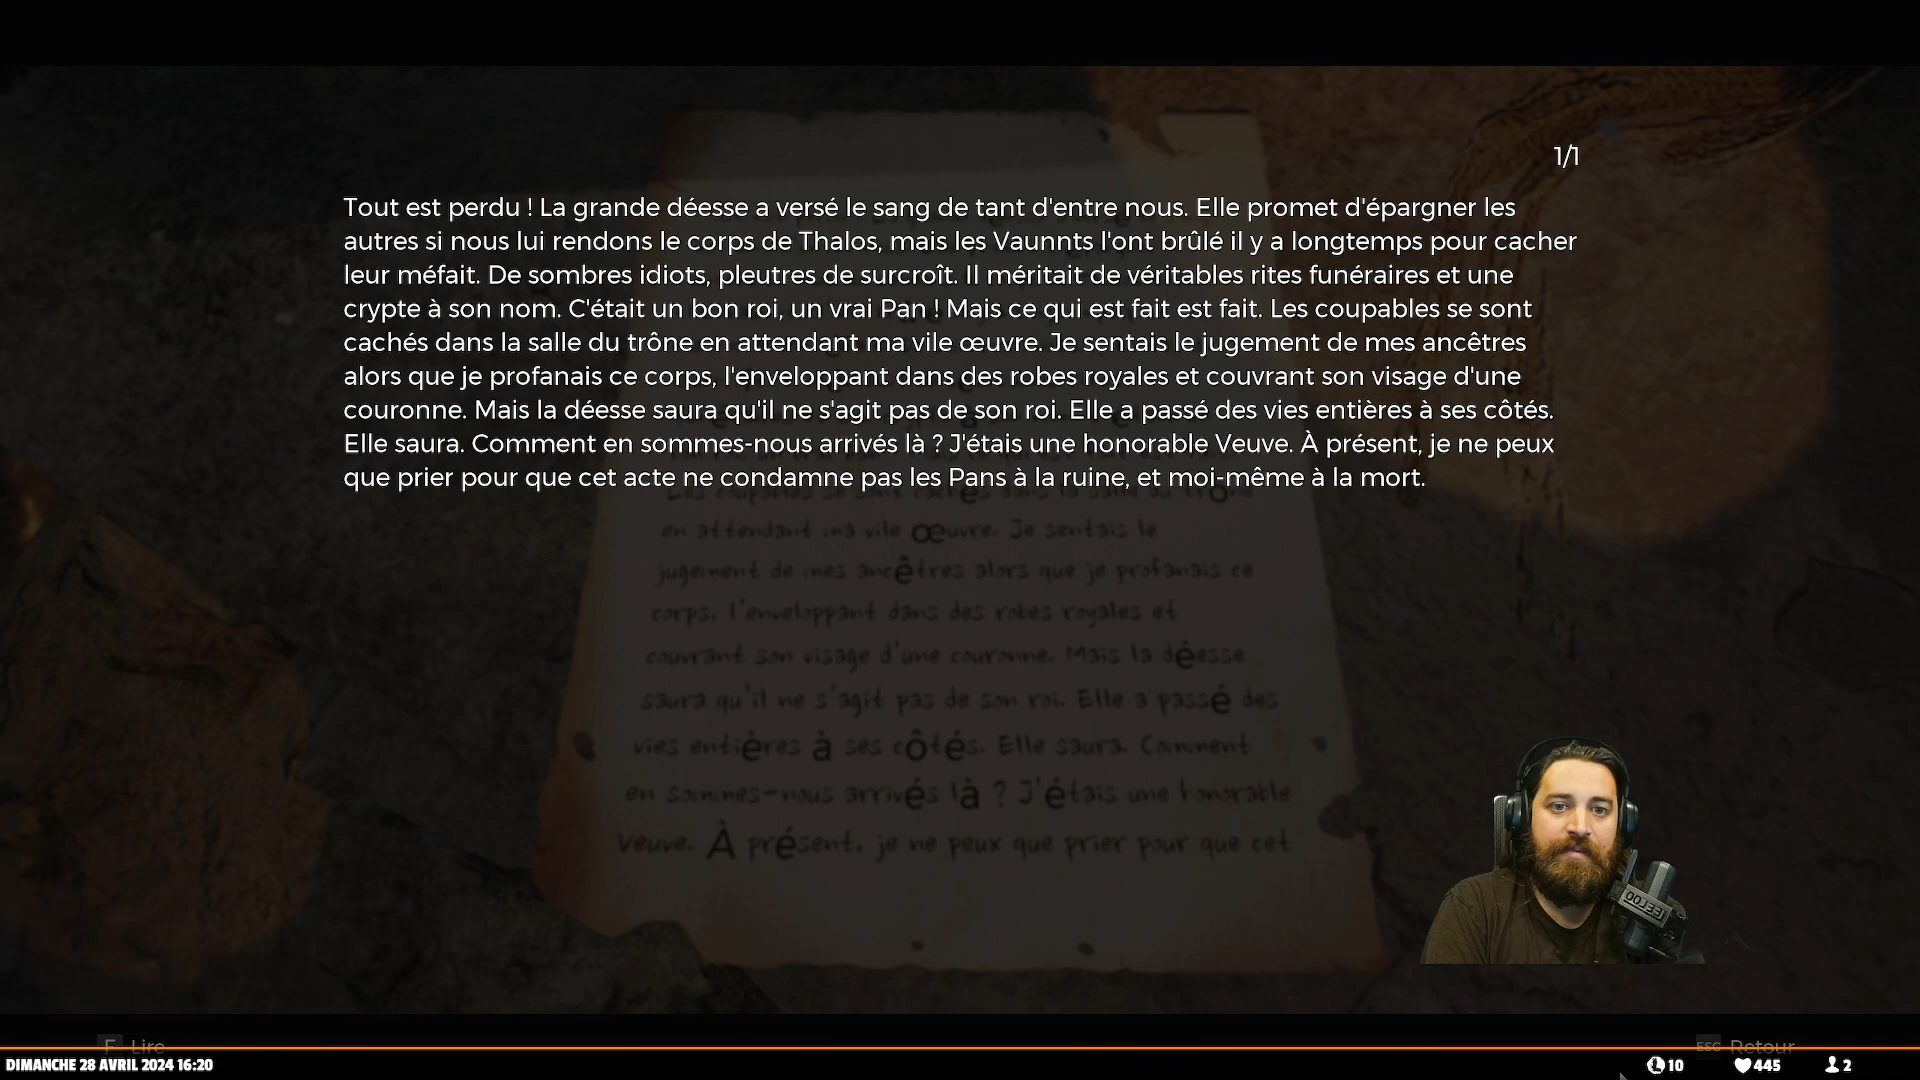 1/1
Tout est perdu ! La grande déesse a versé le sang de tant d'entre nous. Elle promet d'épargner les
autres si nous lui rendons le corps de Thalos, mais les Vaunnts l'ont brûlé il y a longtemps pour cacher
leur méfait. De sombres idiots, pleutres de surcroît. Il méritait de véritables rites funéraires et une
crypte à son nom. C'était un bon roi, un vrai Pan ! Mais ce qui est fait est fait. Les coupables se sont
cachés dans la salle du trône en attendant ma vile œuvre. Je sentais le jugement de mes ancêtres
alors que je profanais ce corps, l'enveloppant dans des robes royales et couvrant son visage d'une
couronne. Mais la déesse saura qu'il ne s'agit pas de son roi. Elle a passé des vies entières à ses côtés.
Elle saura. Comment en sommes-nous arrivés là ? J'étais une honorable Veuve. À présent, je ne peux
que prier pour que cet acte ne condamne pas les Pans à la ruine, et moi-même à la mort.
Les coupables se sont cachés dans la salle du trône
en attendant ma vile œuvre. Je sentais le
jugement de mes ancêtres alors que je profanais ce
corps, l'enveloppant dans des robes royales et
couvrant son visage d'une couronne. Mais la déesse
saura qu'il ne s'agit pas de son roi. Elle a passé des
vies entières à ses côtés. Elle saura. Comment
en sommes-nous arrivés là ? J'étais une honorable
Veuve. À présent, je ne peux que prier pour que cet
F Lire
ESC Retour
DIMANCHE 28 AVRIL 2024 16:20
10
445
2